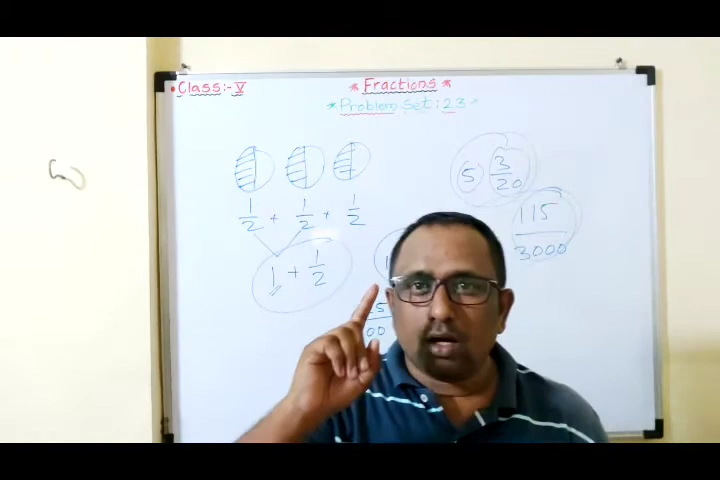 Class:- V
* Fractions *
* Problem Set: 23 *
1/2 + 1/2 + 1/2
1 + 1/2
5 3/20
115/3000